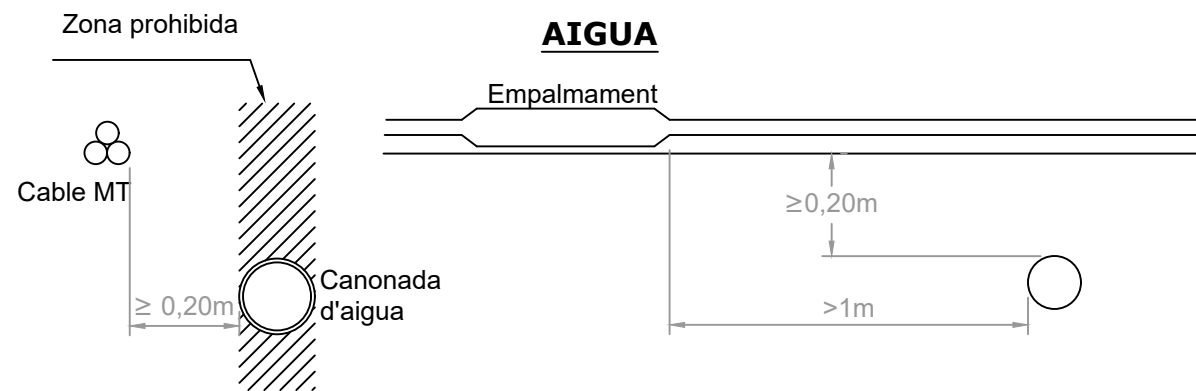 Zona prohibida
AIGUA
Empalmament
Cable MT
≥0,20m
Canonada
d'aigua
≥ 0,20m
>1m